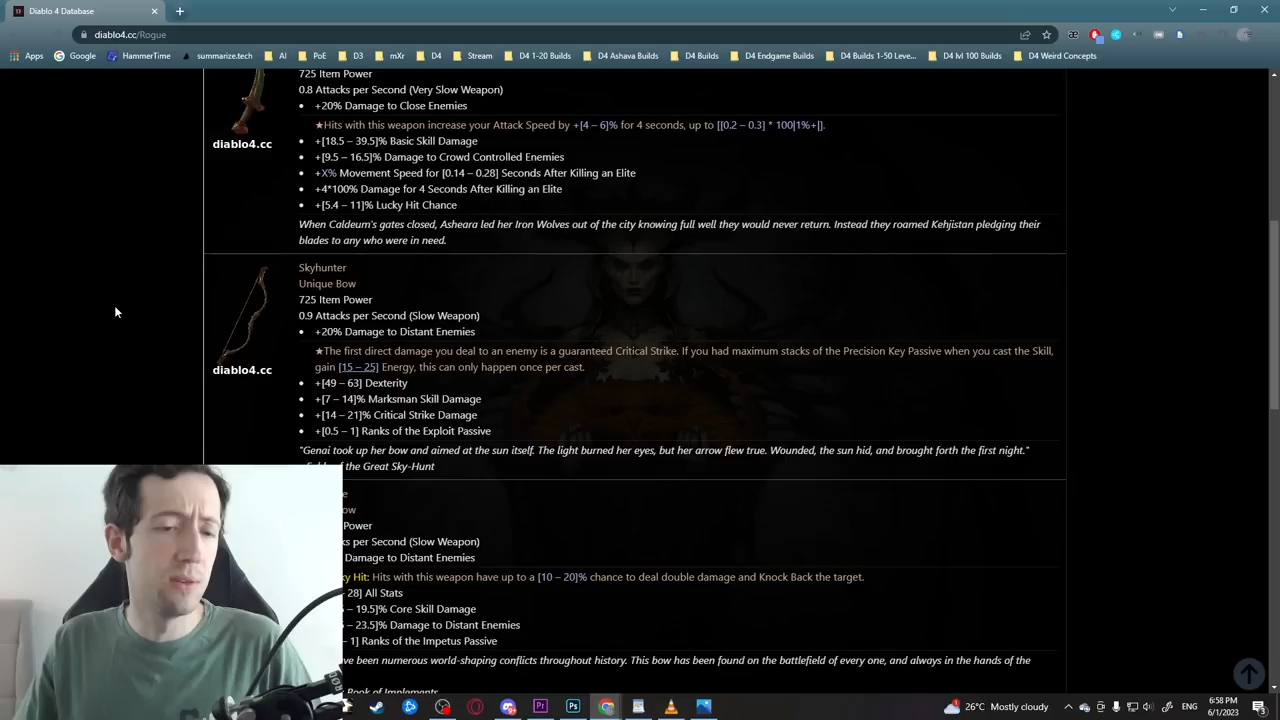 Diablo 4 Database
diablo4.cc/Rogue
Apps
Google
HammerTime
summarize.tech
AI
PoE
D3
mXr
D4
Stream
D4 1-20 Builds
D4 Ashava Builds
D4 Builds
D4 Endgame Builds
D4 Builds 1-50 Leve...
D4 lvl 100 Builds
D4 Weird Concepts
725 Item Power
0.8 Attacks per Second (Very Slow Weapon)
+20% Damage to Close Enemies
★Hits with this weapon increase your Attack Speed by +[4 – 6]% for 4 seconds, up to [[0.2 – 0.3] * 100|1%+|].
diablo4.cc
+[18.5 – 39.5]% Basic Skill Damage
+[9.5 – 16.5]% Damage to Crowd Controlled Enemies
+X% Movement Speed for [0.14 – 0.28] Seconds After Killing an Elite
+4*100% Damage for 4 Seconds After Killing an Elite
+[5.4 – 11]% Lucky Hit Chance
When Caldeum's gates closed, Asheara led her Iron Wolves out of the city knowing full well they would never return. Instead they roamed Kehjistan pledging their
blades to any who were in need.
Skyhunter
Unique Bow
725 Item Power
0.9 Attacks per Second (Slow Weapon)
+20% Damage to Distant Enemies
★The first direct damage you deal to an enemy is a guaranteed Critical Strike. If you had maximum stacks of the Precision Key Passive when you cast the Skill,
gain [15 – 25] Energy, this can only happen once per cast.
diablo4.cc
+[49 – 63] Dexterity
+[7 – 14]% Marksman Skill Damage
+[14 – 21]% Critical Strike Damage
+[0.5 – 1] Ranks of the Exploit Passive
"Genai took up her bow and aimed at the sun itself. The light burned her eyes, but her arrow flew true. Wounded, the sun hid, and brought forth the first night."
the Great Sky-Hunt
Power
per Second (Slow Weapon)
Damage to Distant Enemies
Hit: Hits with this weapon have up to a [10 – 20]% chance to deal double damage and Knock Back the target.
28] All Stats
– 19.5]% Core Skill Damage
– 23.5]% Damage to Distant Enemies
– 1] Ranks of the Impetus Passive
have been numerous world-shaping conflicts throughout history. This bow has been found on the battlefield of every one, and always in the hands of the
Book of Implements
26°C Mostly cloudy
ENG
6:58 PM
6/1/2023